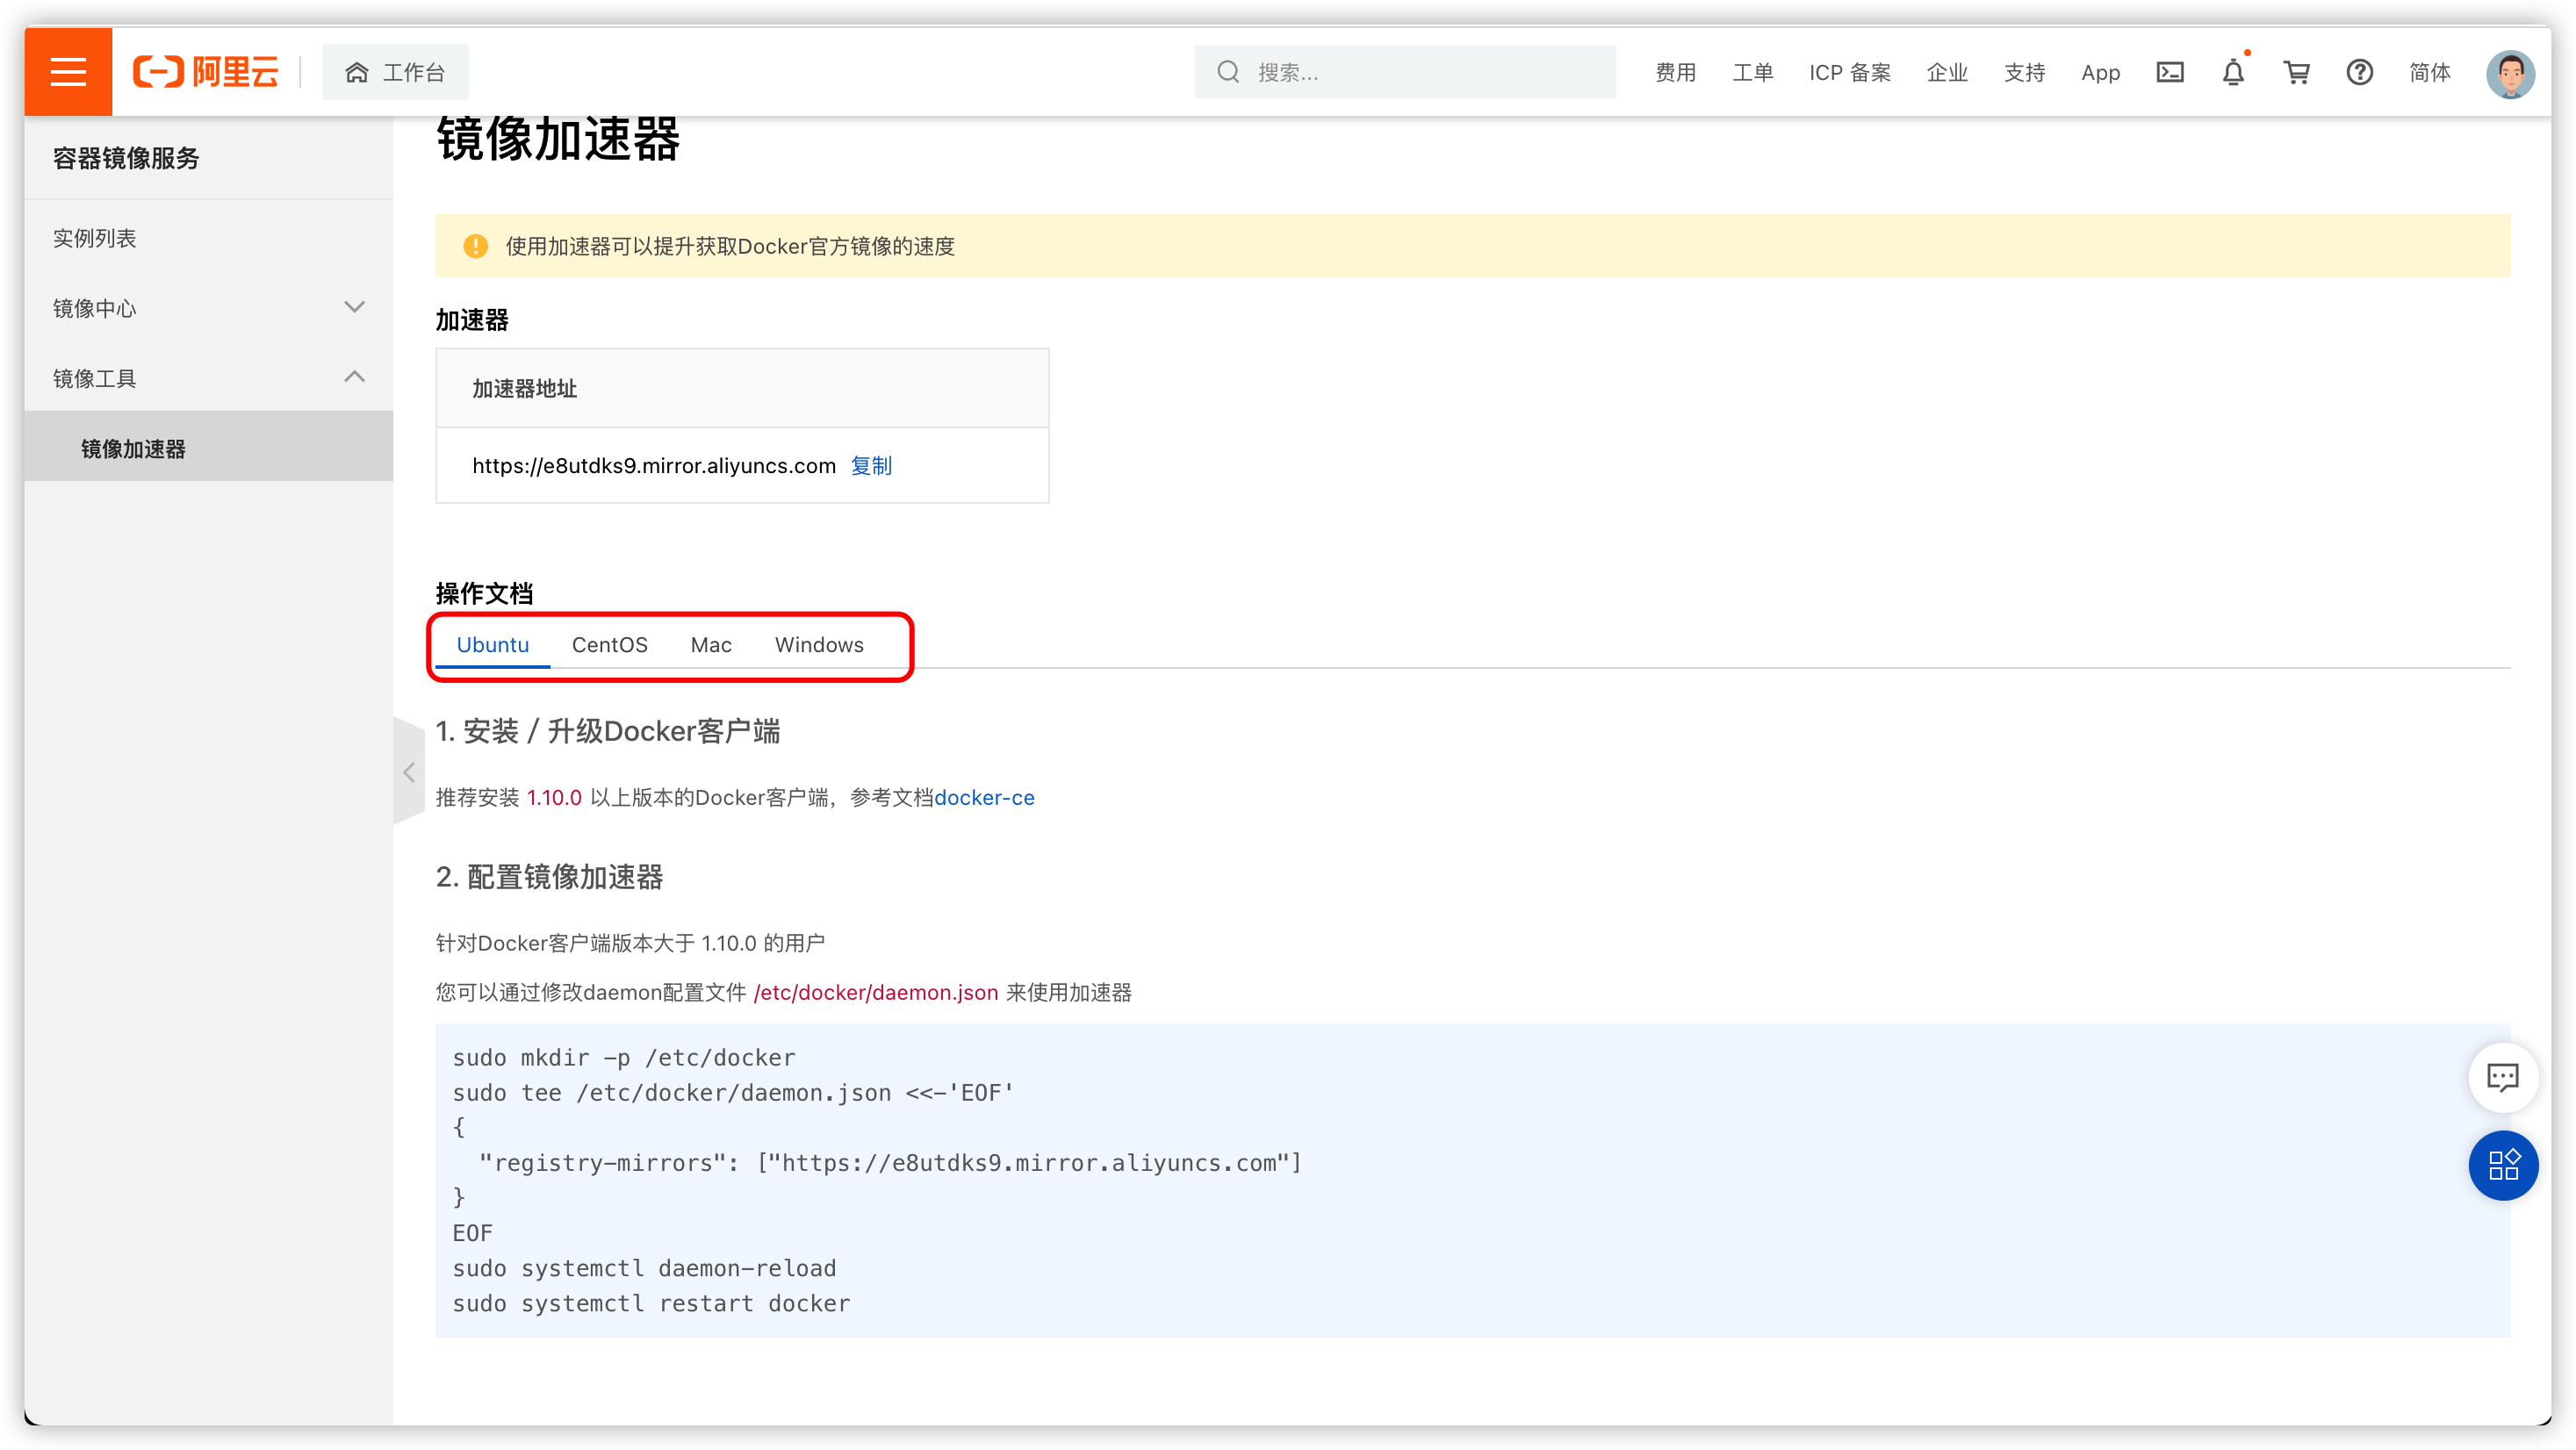 阿里云
工作台
搜索...
费用
工单
ICP 备案
企业
支持
App
简体
容器镜像服务
实例列表
镜像中心
镜像工具
镜像加速器
镜像加速器
使用加速器可以提升获取Docker官方镜像的速度
加速器
加速器地址
https://e8utdks9.mirror.aliyuncs.com 复制
操作文档
Ubuntu CentOS Mac Windows
1. 安装 / 升级Docker客户端
推荐安装 1.10.0 以上版本的Docker客户端，参考文档docker-ce
2. 配置镜像加速器
针对Docker客户端版本大于 1.10.0 的用户
您可以通过修改daemon配置文件 /etc/docker/daemon.json 来使用加速器
sudo mkdir -p /etc/docker
sudo tee /etc/docker/daemon.json <<-'EOF'
{
  "registry-mirrors": ["https://e8utdks9.mirror.aliyuncs.com"]
}
EOF
sudo systemctl daemon-reload
sudo systemctl restart docker